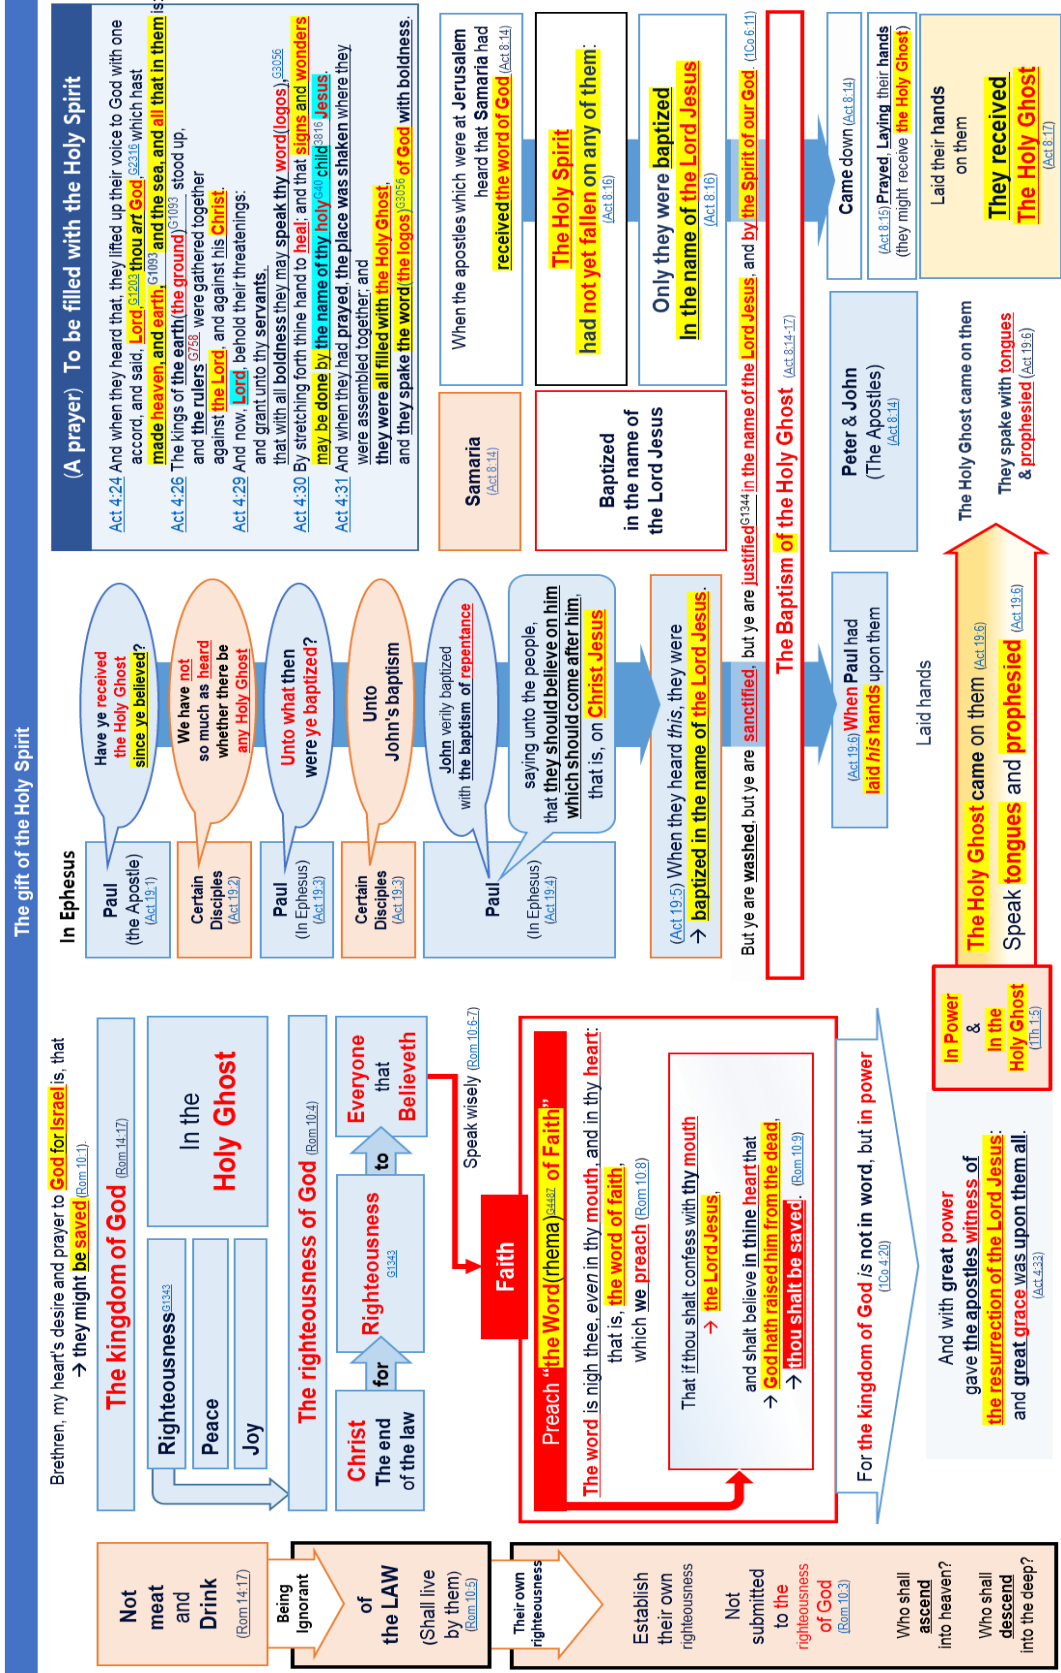 The gift of the Holy Spirit
Not
meat
and
Drink
(Rom 14:17)
Being
Ignorant
of
the LAW
(Shall live
by them)
(Rom 10:5)
Their own
righteousness
Establish
their own
righteousness
Not
submitted
to the
righteousness
of God
(Rom 10:3)
Who shall
ascend
into heaven?
Who shall
descend
into the deep?
Brethren, my heart's desire and prayer to God for Israel is, that
→ they might be saved (Rom 10:1).
The kingdom of God (Rom 14:17)
Righteousness G1343
Peace
Joy
In the
Holy Ghost
The righteousness of God (Rom 10:4)
Christ
The end
of the law
for
Righteousness
G1343
to
Everyone
that
Believeth
Speak wisely (Rom 10:6-7)
Faith
Preach “the Word(rhema)G4487 of Faith”
The word is nigh thee, even in thy mouth, and in thy heart:
that is, the word of faith,
which we preach (Rom 10:8)
That if thou shalt confess with thy mouth
→ the Lord Jesus,
and shalt believe in thine heart that
→ God hath raised him from the dead,
→ thou shalt be saved. (Rom 10:9)
For the kingdom of God is not in word, but in power
(1Co 4:20)
And with great power
gave the apostles witness of
the resurrection of the Lord Jesus:
and great grace was upon them all.
(Act 4:33)
In Power
&
In the
Holy Ghost
(1Th 1:5)
In Ephesus
Paul
(the Apostle)
(Act 19:1)
Have ye received
the Holy Ghost
since ye believed?
Certain
Disciples
(Act 19:2)
We have not
so much as heard
whether there be
any Holy Ghost
Paul
(In Ephesus)
(Act 19:3)
Unto what then
were ye baptized?
Certain
Disciples
(Act 19:3)
Unto
John's baptism
Paul
(In Ephesus)
(Act 19:4)
John verily baptized
with the baptism of repentance
saying unto the people,
that they should believe on him
which should come after him,
that is, on Christ Jesus
(Act 19:5) When they heard this, they were
→ baptized in the name of the Lord Jesus.
But ye are washed, but ye are sanctified, but ye are justifiedG1344 in the name of the Lord Jesus, and by the Spirit of our God. (1Co 6:11)
The Baptism of the Holy Ghost (Act 8:14-17)
(Act 19:6) When Paul had
laid his hands upon them
Laid hands
The Holy Ghost came on them (Act 19:6)
Speak tongues and prophesied (Act 19:6)
(A prayer) To be filled with the Holy Spirit
Act 4:24 And when they heard that, they lifted up their voice to God with one
accord, and said, Lord,G1203 thou art God,G2316 which hast
made heaven, and earth,G1093 and the sea, and all that in them is:
Act 4:26 The kings of the earth(the ground)G1093 stood up,
and the rulersG758 were gathered together
against the Lord, and against his Christ.
Act 4:29 And now, Lord, behold their threatenings:
and grant unto thy servants,
that with all boldness they may speak thy word(logos),G3056
Act 4:30 By stretching forth thine hand to heal; and that signs and wonders
may be done by the name of thy holyG40 child3816 Jesus.
Act 4:31 And when they had prayed, the place was shaken where they
were assembled together; and
they were all filled with the Holy Ghost,
and they spake the word(the logos)G3056 of God with boldness.
Samaria
(Act 8:14)
When the apostles which were at Jerusalem
heard that Samaria had
received the word of God (Act 8:14)
Baptized
in the name of
the Lord Jesus
The Holy Spirit
had not yet fallen on any of them:
(Act 8:16)
Only they were baptized
In the name of the Lord Jesus
(Act 8:16)
Peter & John
(The Apostles)
(Act 8:14)
Came down (Act 8:14)
(Act 8:15) Prayed, Laying their hands
(they might receive the Holy Ghost)
Laid their hands
on them
They received
The Holy Ghost
(Act 8:17)
The Holy Ghost came on them
They spake with tongues
& prophesied (Act 19:6)